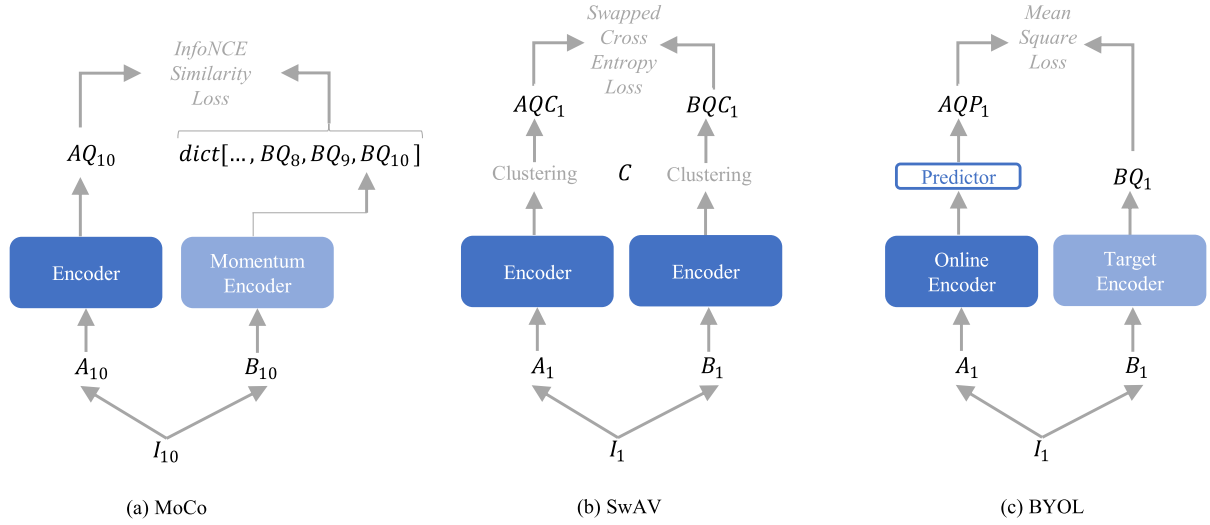 InfoNCE
Similarity
Loss
AQ₁₀
dict[…, BQ₈, BQ₉, BQ₁₀]
Encoder
Momentum
Encoder
A₁₀
B₁₀
I₁₀
(a) MoCo
Swapped
Cross
Entropy
Loss
AQC₁
BQC₁
Clustering
C
Clustering
Encoder
Encoder
A₁
B₁
I₁
(b) SwAV
Mean
Square
Loss
AQP₁
Predictor
BQ₁
Online
Encoder
Target
Encoder
A₁
B₁
I₁
(c) BYOL